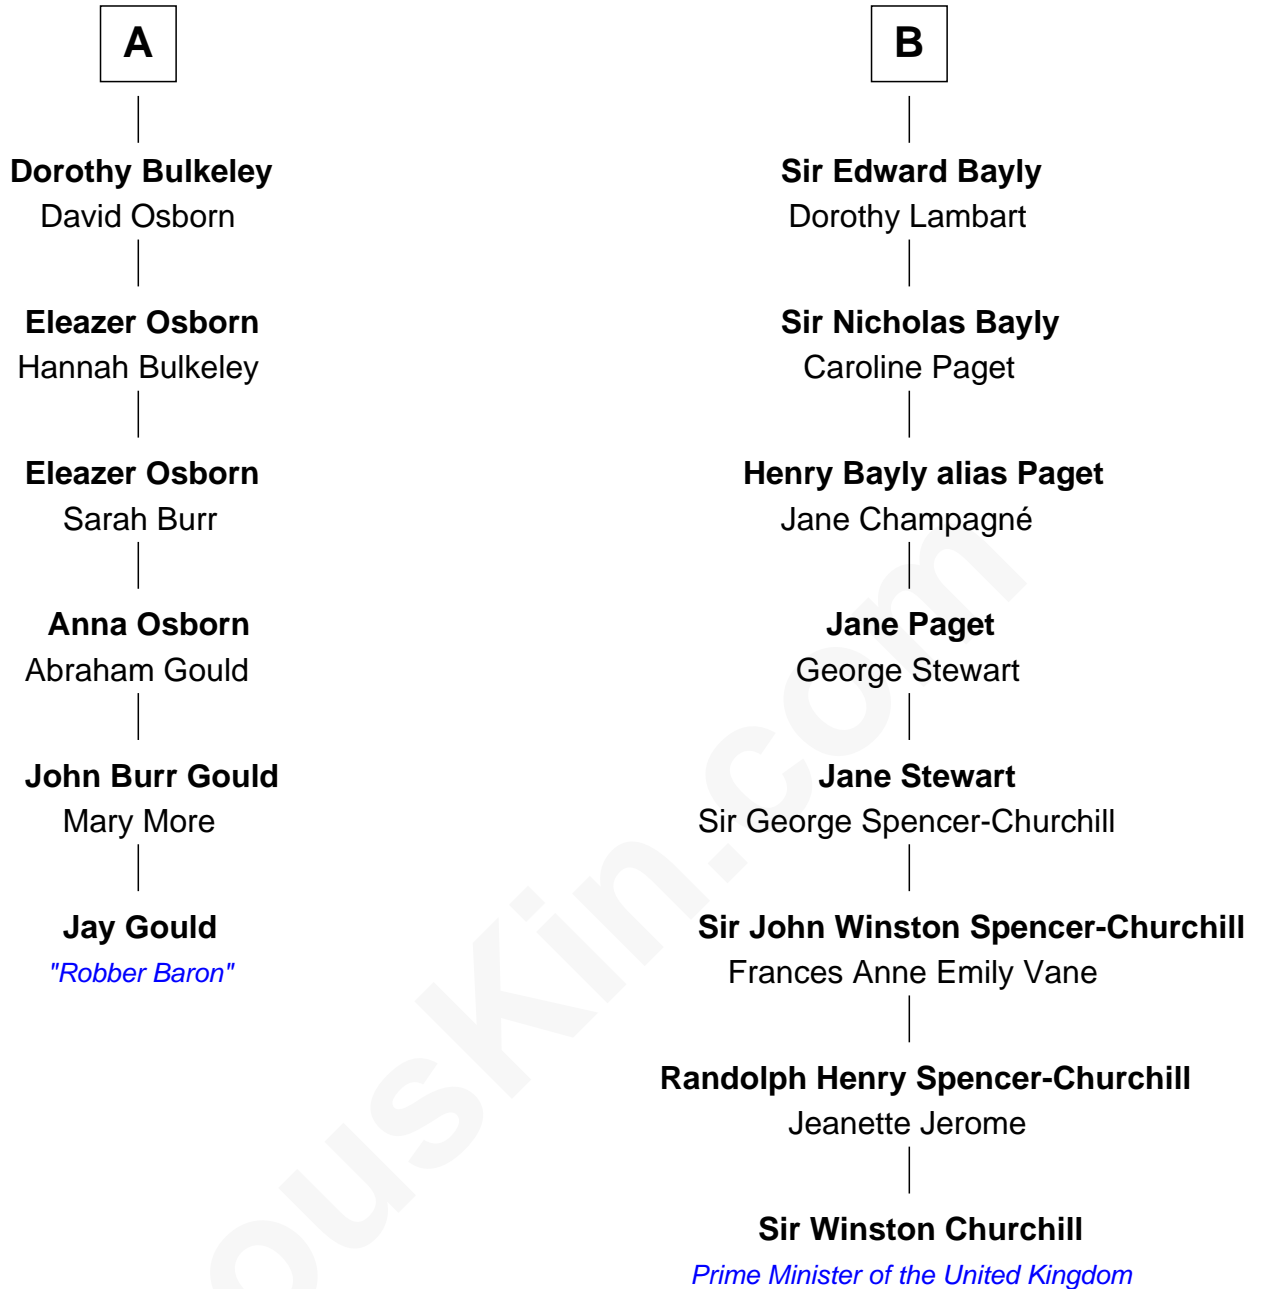 A
Dorothy Bulkeley
David Osborn
Eleazer Osborn
Hannah Bulkeley
Eleazer Osborn
Sarah Burr
Anna Osborn
Abraham Gould
John Burr Gould
Mary More
Jay Gould
"Robber Baron"
B
Sir Edward Bayly
Dorothy Lambart
Sir Nicholas Bayly
Caroline Paget
Henry Bayly alias Paget
Jane Champagné
Jane Paget
George Stewart
Jane Stewart
Sir George Spencer-Churchill
Sir John Winston Spencer-Churchill
Frances Anne Emily Vane
Randolph Henry Spencer-Churchill
Jeanette Jerome
Sir Winston Churchill
Prime Minister of the United Kingdom
ousKin.com